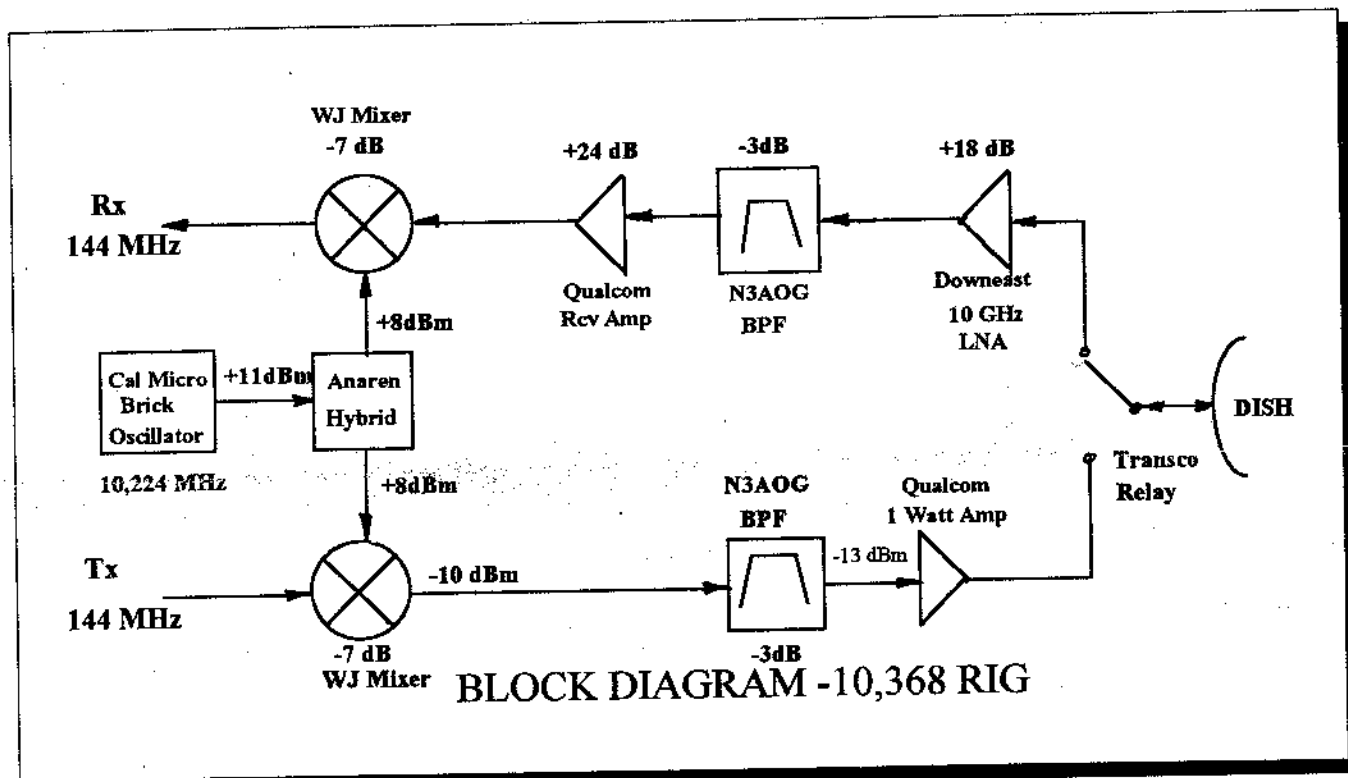 WJ Mixer
-7 dB
+24 dB
-3dB
+18 dB
Rx
144 MHz
Qualcom
Rcv Amp
N3AOG
BPF
Downeast
10 GHz
LNA
+8dBm
Cal Micro
Brick
Oscillator
+11dBm
Anaren
Hybrid
DISH
10,224 MHz
+8dBm
Transco
Relay
N3AOG
BPF
Qualcom
1 Watt Amp
Tx
144 MHz
-10 dBm
-13 dBm
-7 dB
WJ Mixer
-3dB
BLOCK DIAGRAM -10,368 RIG